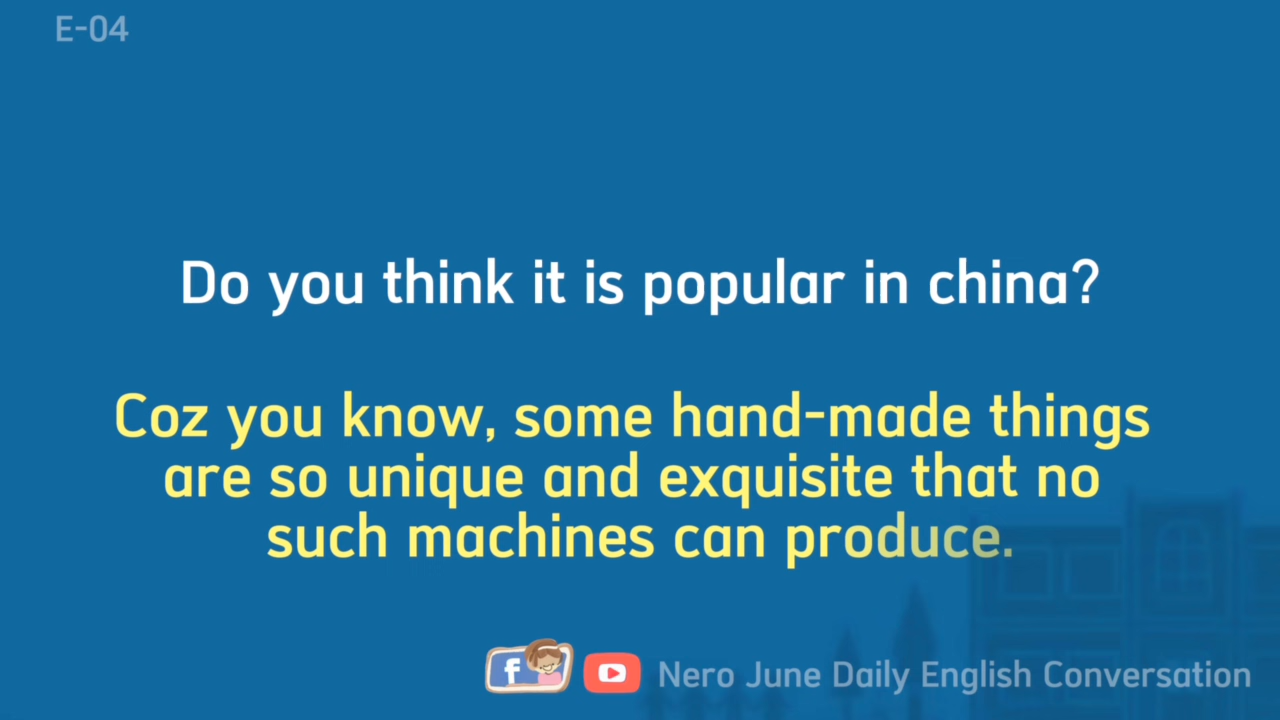 E-04
Do you think it is popular in china?
Coz you know, some hand-made things
are so unique and exquisite that no
such machines can produce.
f
Nero June Daily English Conversation